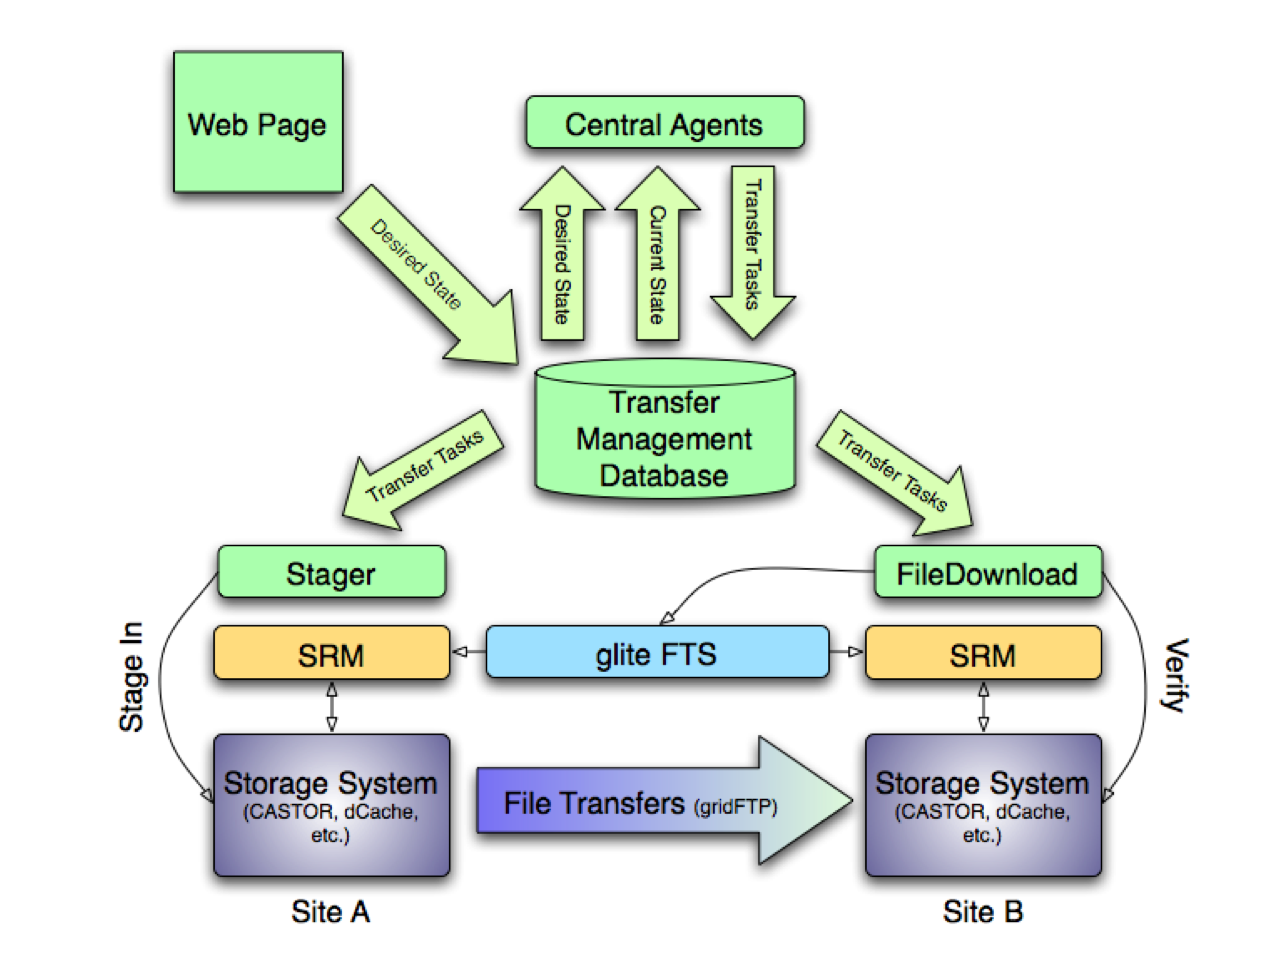 Web Page
Central Agents
Desired State
Desired State
Current State
Transfer Tasks
Transfer
Management
Database
Transfer Tasks
Transfer Tasks
Stager
FileDownload
Stage In
SRM
glite FTS
SRM
Verify
Storage System
(CASTOR, dCache,
etc.)
File Transfers (gridFTP)
Storage System
(CASTOR, dCache,
etc.)
Site A
Site B